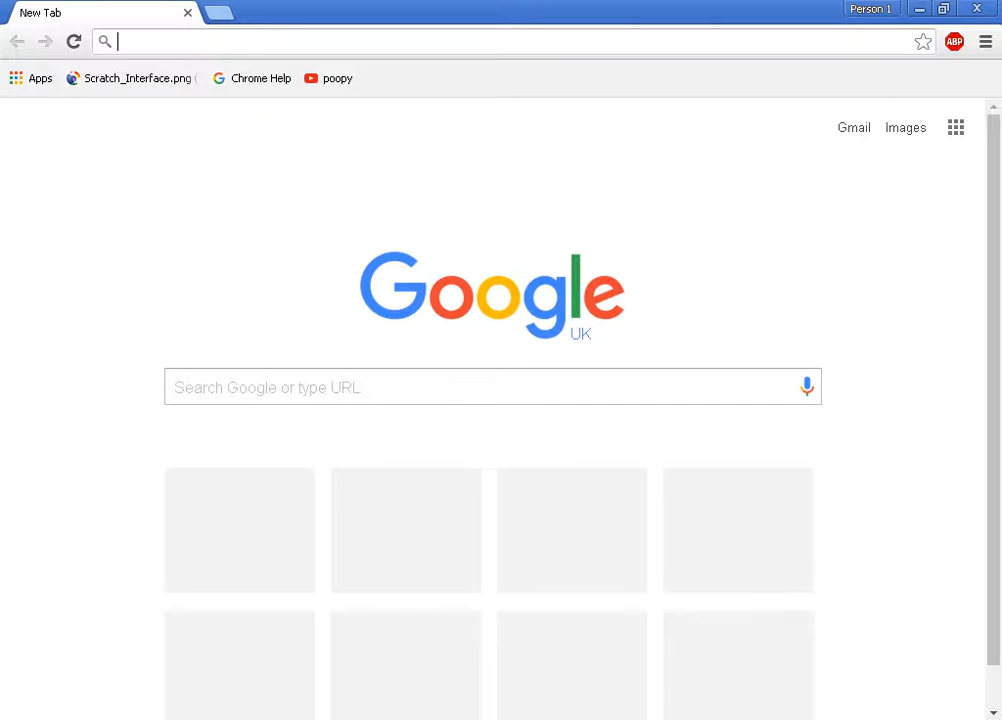 New Tab
Person 1
ABP
Apps
Scratch_Interface.png (
Chrome Help
poopy
Gmail
Images
Google
UK
Search Google or type URL